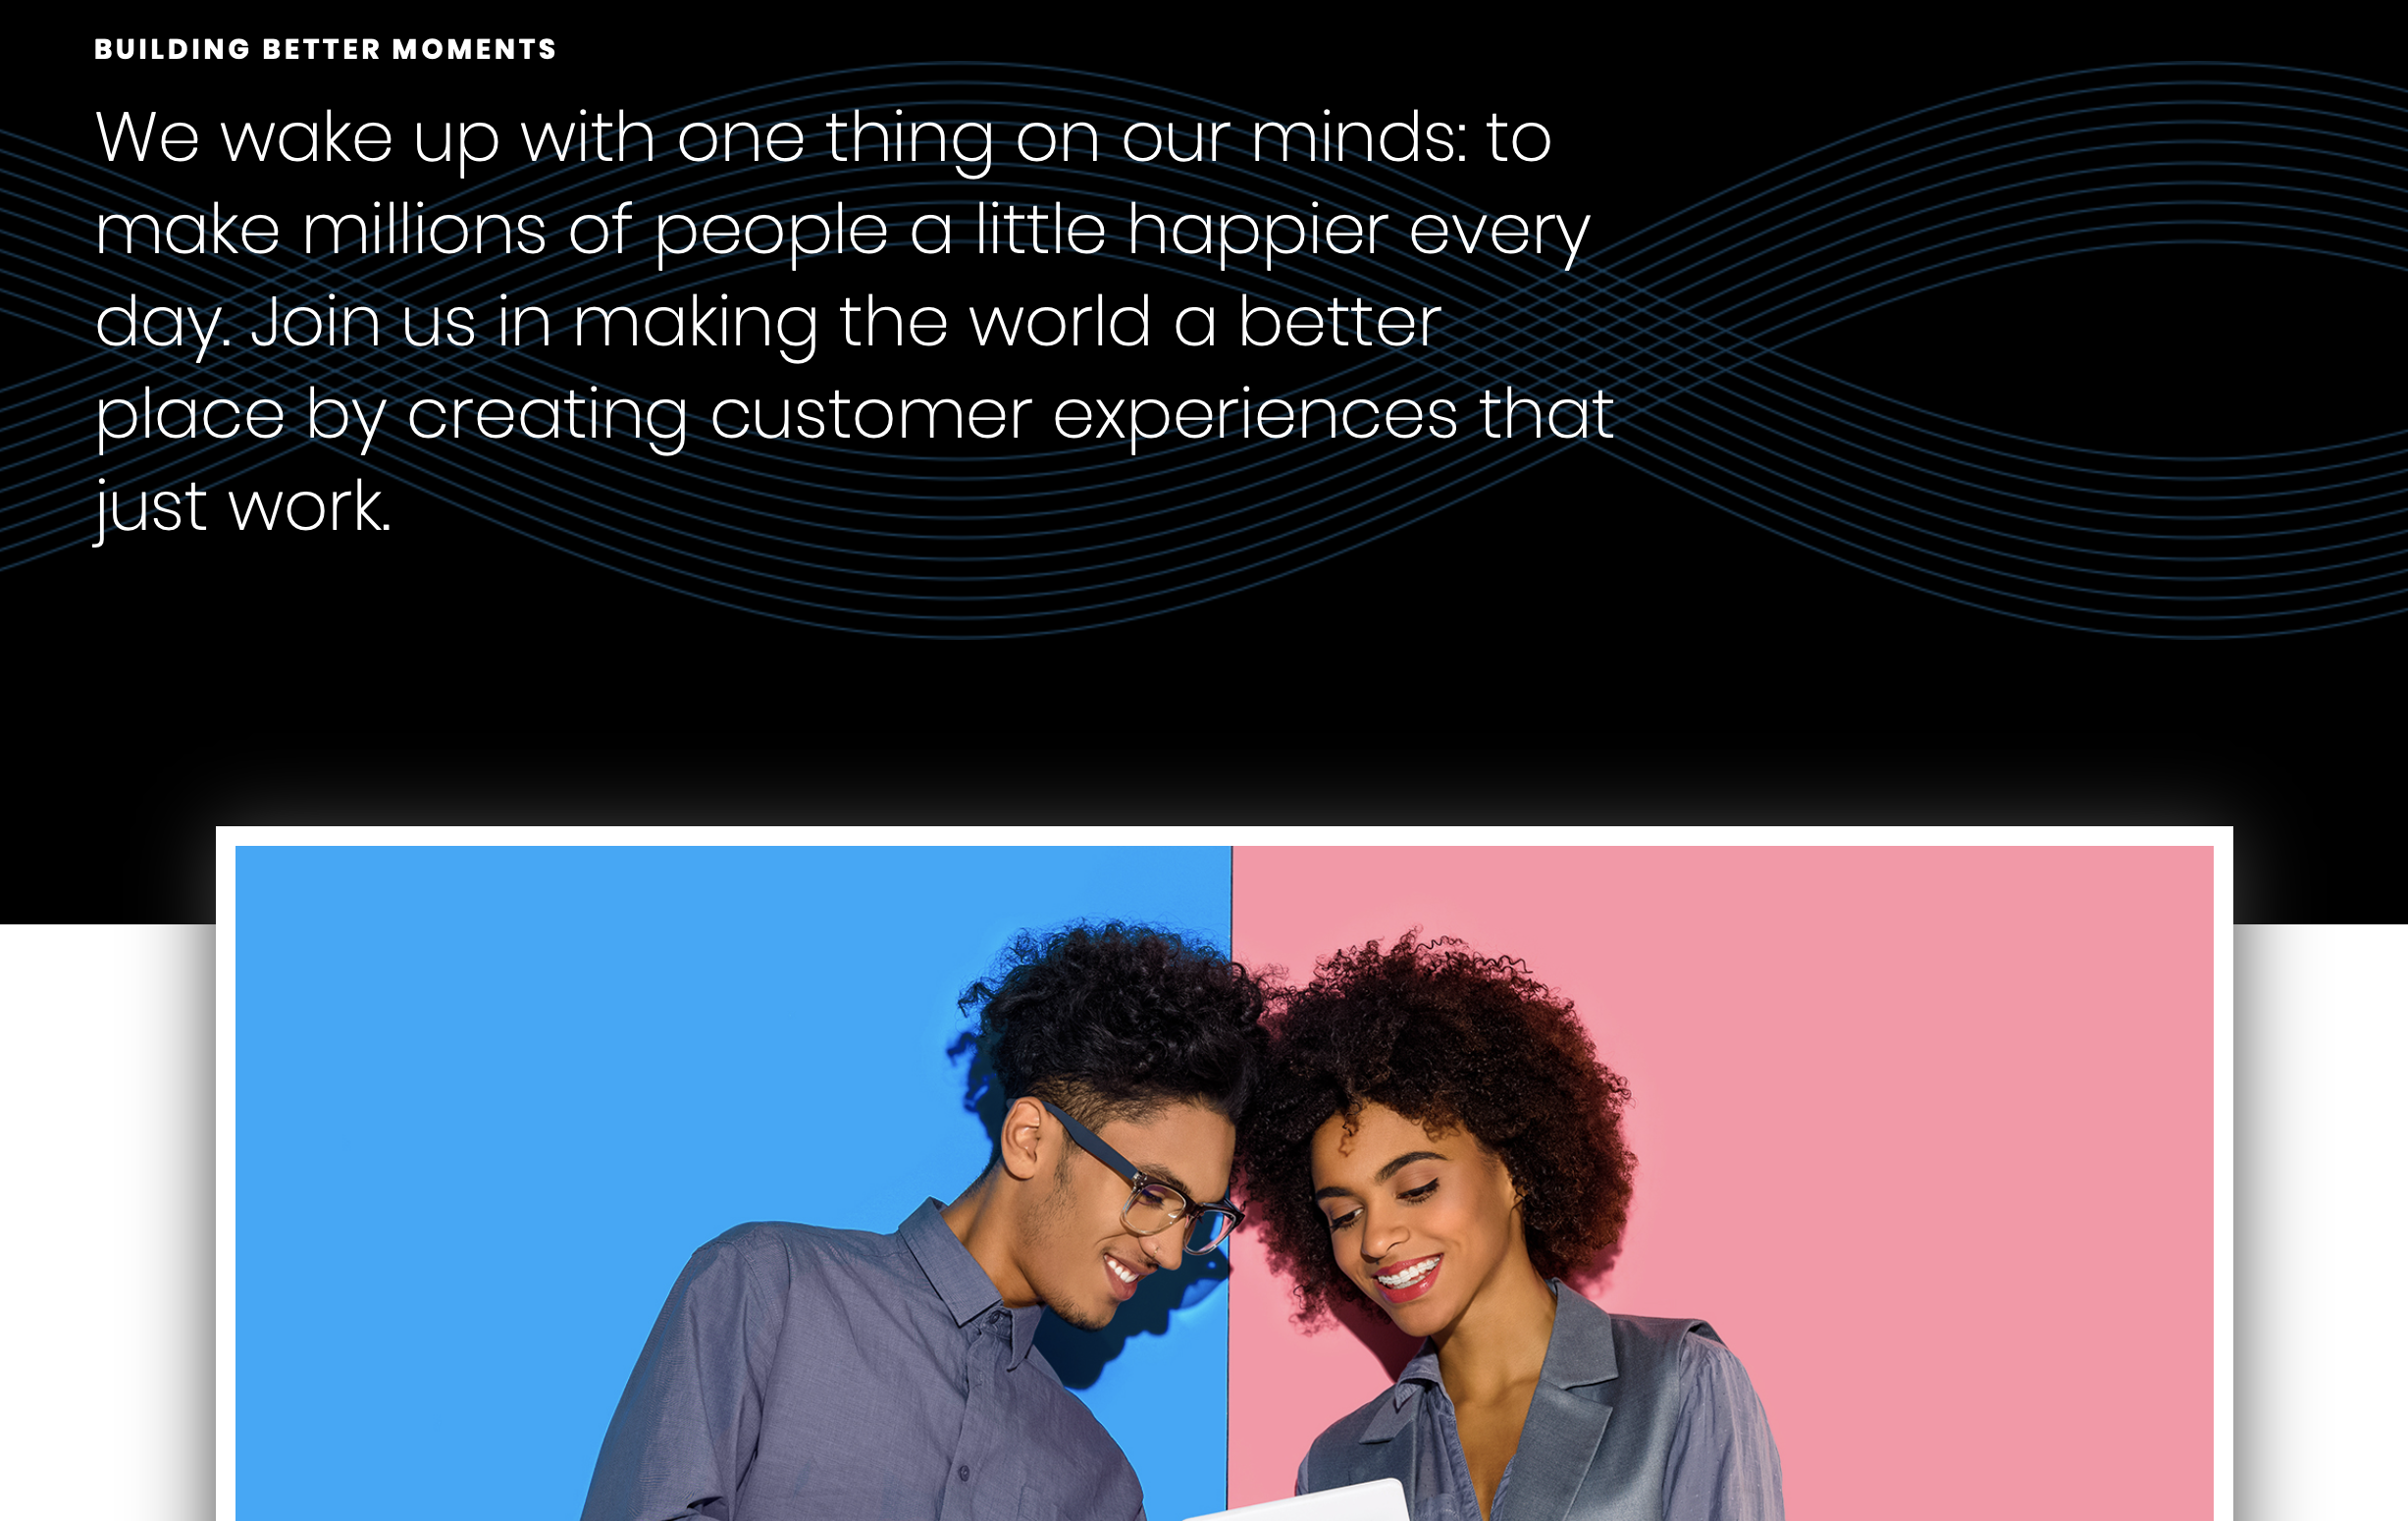 BUILDING BETTER MOMENTS
We wake up with one thing on our minds: to
make millions of people a little happier every
day. Join us in making the world a better
place by creating customer experiences that
just work.